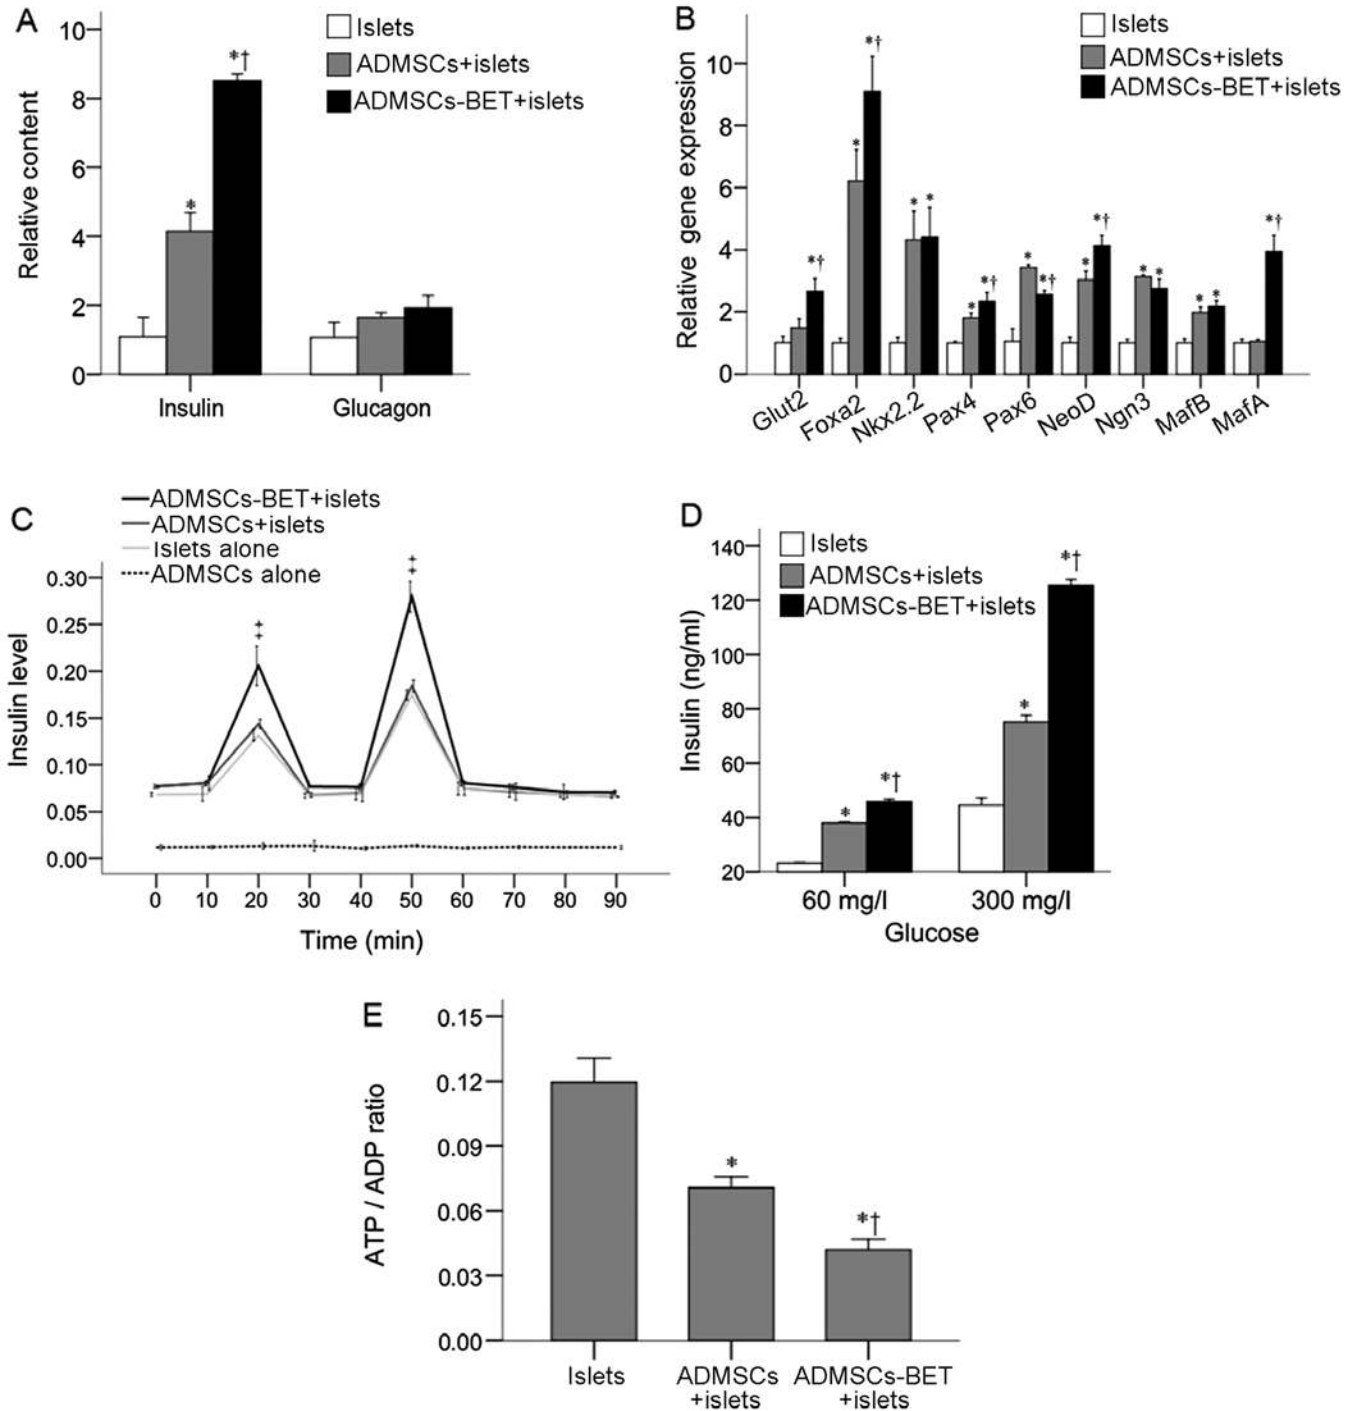 A
Islets
ADMSCs+islets
ADMSCs-BET+islets
Relative content
10
8
6
4
2
0
*
*†
Insulin
Glucagon
B
Islets
ADMSCs+islets
ADMSCs-BET+islets
Relative gene expression
10
8
6
4
2
0
*†
*
*†
*
*
*
*†
*
*†
*
*†
*
*
*
*
*†
Glut2
Foxa2
Nkx2.2
Pax4
Pax6
NeoD
Ngn3
MafB
MafA
C
ADMSCs-BET+islets
ADMSCs+islets
Islets alone
ADMSCs alone
Insulin level
0.30
0.25
0.20
0.15
0.10
0.05
0.00
‡
‡
0 10 20 30 40 50 60 70 80 90
Time (min)
D
Islets
ADMSCs+islets
ADMSCs-BET+islets
Insulin (ng/ml)
140
120
100
80
60
40
20
*
*†
*
*†
60 mg/l
300 mg/l
Glucose
E
ATP / ADP ratio
0.15
0.12
0.09
0.06
0.03
0.00
*
*†
Islets
ADMSCs
+islets
ADMSCs-BET
+islets